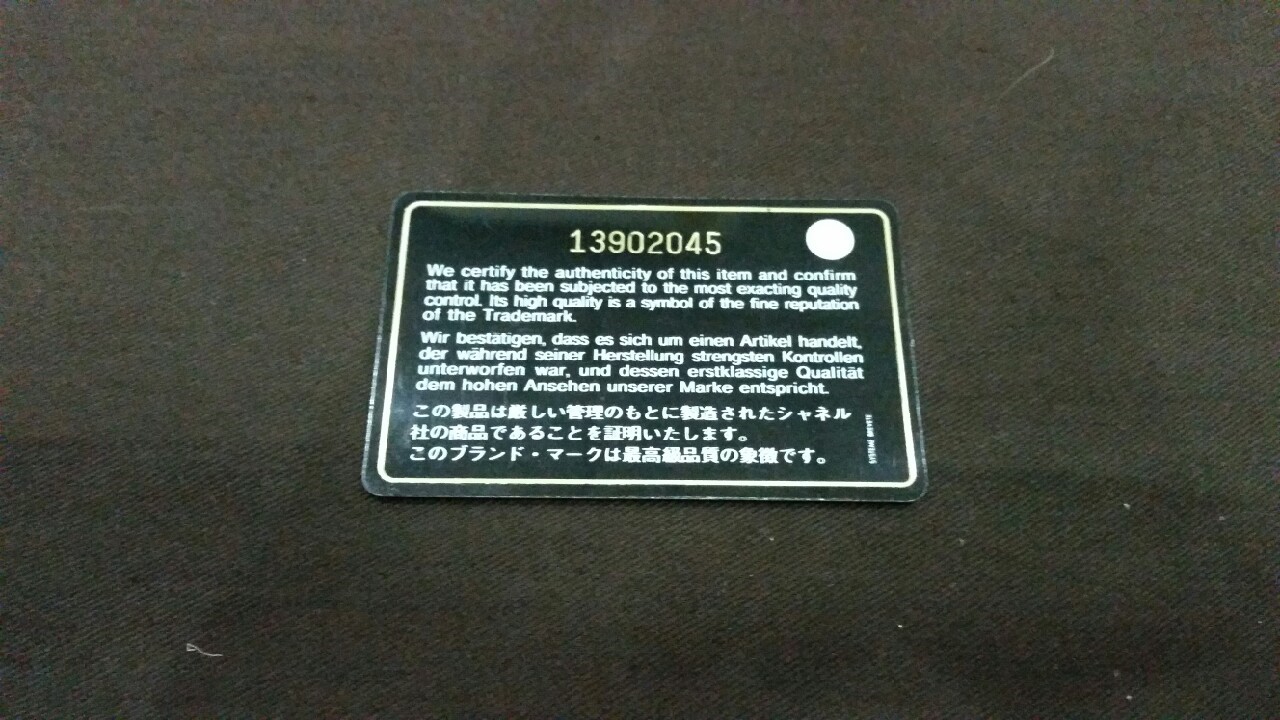 13902045
We certify the authenticity of this item and confirm
that it has been subjected to the most exacting quality
control. Its high quality is a symbol of the fine reputation
of the Trademark.
Wir bestätigen, dass es sich um einen Artikel handelt,
der während seiner Herstellung strengsten Kontrollen
unterworfen war, und dessen erstklassige Qualität
dem hohen Ansehen unserer Marke entspricht.
この製品は厳しい管理のもとに製造されたシャネル
社の商品であることを証明いたします。
このブランド・マークは最高級品質の象徴です。
SYSTEME BREVETE